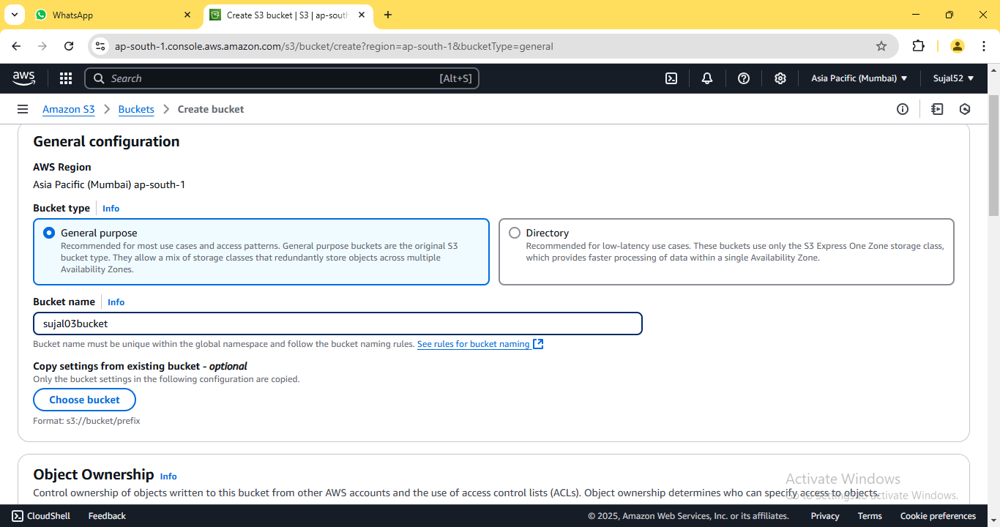 WhatsApp
Create S3 bucket | S3 | ap-sout
ap-south-1.console.aws.amazon.com/s3/bucket/create?region=ap-south-1&bucketType=general
aws
Search
[Alt+S]
Asia Pacific (Mumbai)
Sujal52
Amazon S3
Buckets
Create bucket
General configuration
AWS Region
Asia Pacific (Mumbai) ap-south-1
Bucket type
Info
General purpose
Recommended for most use cases and access patterns. General purpose buckets are the original S3
bucket type. They allow a mix of storage classes that redundantly store objects across multiple
Availability Zones.
Directory
Recommended for low-latency use cases. These buckets use only the S3 Express One Zone storage class,
which provides faster processing of data within a single Availability Zone.
Bucket name
Info
sujal03bucket
Bucket name must be unique within the global namespace and follow the bucket naming rules. See rules for bucket naming
Copy settings from existing bucket - optional
Only the bucket settings in the following configuration are copied.
Choose bucket
Format: s3://bucket/prefix
Object Ownership
Info
Control ownership of objects written to this bucket from other AWS accounts and the use of access control lists (ACLs). Object ownership determines who can specify access to objects.
Activate Windows
Go to Settings to activate Windows.
CloudShell
Feedback
© 2025, Amazon Web Services, Inc. or its affiliates.
Privacy
Terms
Cookie preferences